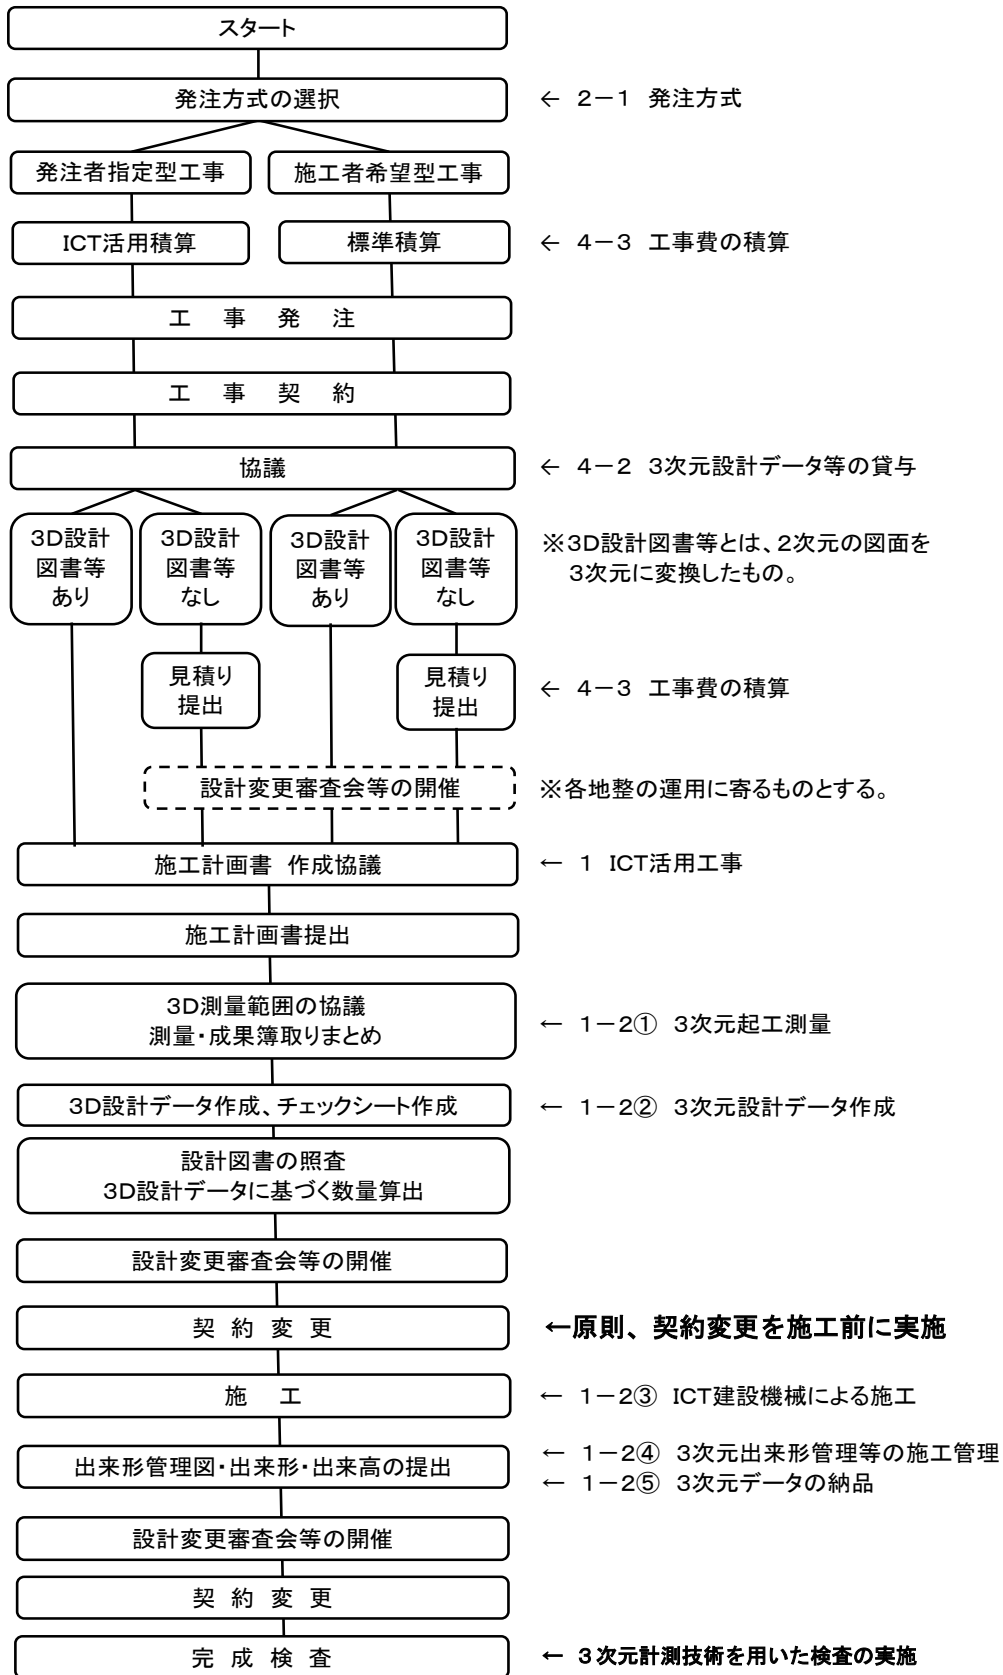 スタート
発注方式の選択
← 2－1 発注方式
発注者指定型工事
施工者希望型工事
ICT活用積算
標準積算
← 4－3 工事費の積算
工 事 発 注
工 事 契 約
協議
← 4－2 3次元設計データ等の貸与
3D設計
図書等
あり
3D設計
図書等
なし
3D設計
図書等
あり
3D設計
図書等
なし
※3D設計図書等とは、2次元の図面を
3次元に変換したもの。
見積り
提出
見積り
提出
← 4－3 工事費の積算
設計変更審査会等の開催
※各地整の運用に寄るものとする。
施工計画書 作成協議
← 1 ICT活用工事
施工計画書提出
3D測量範囲の協議
測量・成果簿取りまとめ
← 1－2① 3次元起工測量
3D設計データ作成、チェックシート作成
← 1－2② 3次元設計データ作成
設計図書の照査
3D設計データに基づく数量算出
設計変更審査会等の開催
契 約 変 更
←原則、契約変更を施工前に実施
施 工
← 1－2③ ICT建設機械による施工
出来形管理図・出来形・出来高の提出
← 1－2④ 3次元出来形管理等の施工管理
← 1－2⑤ 3次元データの納品
設計変更審査会等の開催
契 約 変 更
完 成 検 査
← 3次元計測技術を用いた検査の実施